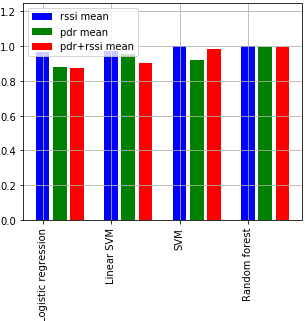 1.2
rssi mean
pdr mean
pdr+rssi mean
1.0
0.8
0.6
0.4
0.2
0.0
Logistic regression
Linear SVM
SVM
Random forest